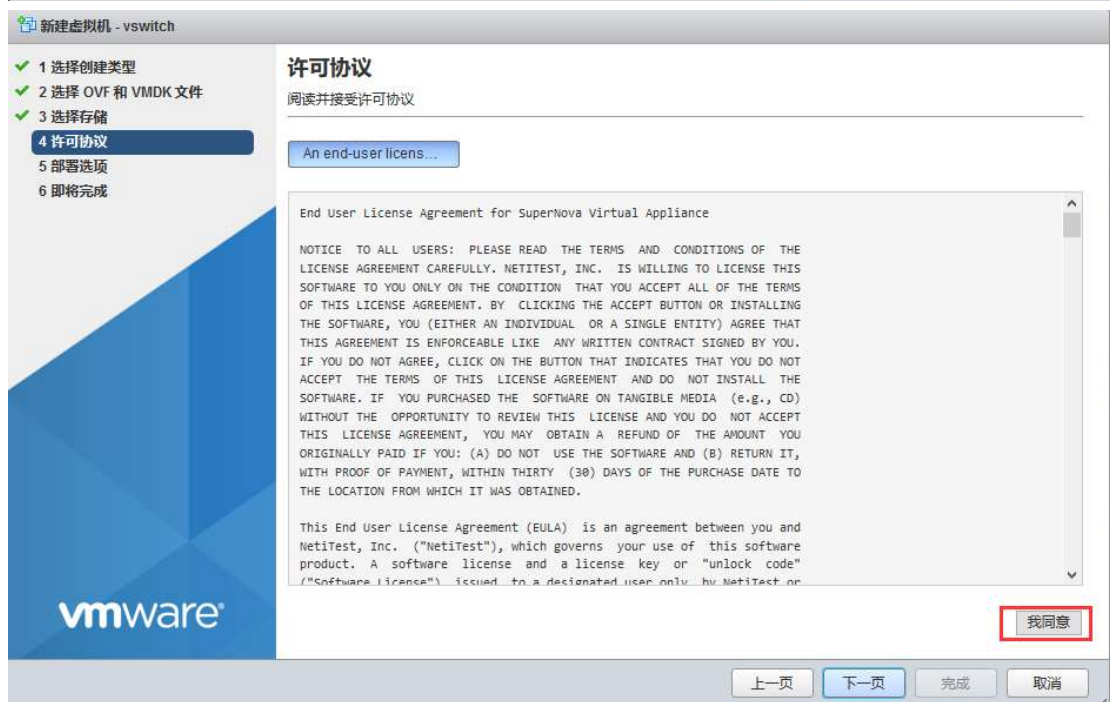 新建虚拟机 - vswitch
1 选择创建类型
2 选择 OVF 和 VMDK 文件
3 选择存储
4 许可协议
5 部署选项
6 即将完成
许可协议
阅读并接受许可协议
An end-user licens...
End User License Agreement for SuperNova Virtual Appliance
NOTICE TO ALL USERS: PLEASE READ THE TERMS AND CONDITIONS OF THE
LICENSE AGREEMENT CAREFULLY. NETITEST, INC. IS WILLING TO LICENSE THIS
SOFTWARE TO YOU ONLY ON THE CONDITION THAT YOU ACCEPT ALL OF THE TERMS
OF THIS LICENSE AGREEMENT. BY CLICKING THE ACCEPT BUTTON OR INSTALLING
THE SOFTWARE, YOU (EITHER AN INDIVIDUAL OR A SINGLE ENTITY) AGREE THAT
THIS AGREEMENT IS ENFORCEABLE LIKE ANY WRITTEN CONTRACT SIGNED BY YOU.
IF YOU DO NOT AGREE, CLICK ON THE BUTTON THAT INDICATES THAT YOU DO NOT
ACCEPT THE TERMS OF THIS LICENSE AGREEMENT AND DO NOT INSTALL THE
SOFTWARE. IF YOU PURCHASED THE SOFTWARE ON TANGIBLE MEDIA (e.g., CD)
WITHOUT THE OPPORTUNITY TO REVIEW THIS LICENSE AND YOU DO NOT ACCEPT
THIS LICENSE AGREEMENT, YOU MAY OBTAIN A REFUND OF THE AMOUNT YOU
ORIGINALLY PAID IF YOU: (A) DO NOT USE THE SOFTWARE AND (B) RETURN IT,
WITH PROOF OF PAYMENT, WITHIN THIRTY (30) DAYS OF THE PURCHASE DATE TO
THE LOCATION FROM WHICH IT WAS OBTAINED.
This End User License Agreement (EULA) is an agreement between you and
NetiTest, Inc. ("NetiTest"), which governs your use of this software
product. A software license and a license key or "unlock code"
("Software License") issued to a designated user only by NetiTest or
vmware
我同意
上一页 下一页 完成 取消